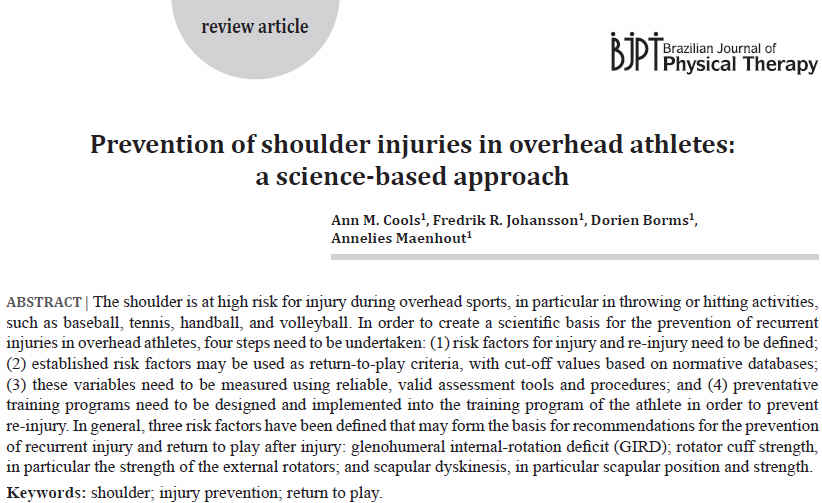 review article
BJPT Brazilian Journal of
Physical Therapy
Prevention of shoulder injuries in overhead athletes:
a science-based approach
Ann M. Cools1, Fredrik R. Johansson1, Dorien Borms1,
Annelies Maenhout1
ABSTRACT | The shoulder is at high risk for injury during overhead sports, in particular in throwing or hitting activities,
such as baseball, tennis, handball, and volleyball. In order to create a scientific basis for the prevention of recurrent
injuries in overhead athletes, four steps need to be undertaken: (1) risk factors for injury and re-injury need to be defined;
(2) established risk factors may be used as return-to-play criteria, with cut-off values based on normative databases;
(3) these variables need to be measured using reliable, valid assessment tools and procedures; and (4) preventative
training programs need to be designed and implemented into the training program of the athlete in order to prevent
re-injury. In general, three risk factors have been defined that may form the basis for recommendations for the prevention
of recurrent injury and return to play after injury: glenohumeral internal-rotation deficit (GIRD); rotator cuff strength,
in particular the strength of the external rotators; and scapular dyskinesis, in particular scapular position and strength.
Keywords: shoulder; injury prevention; return to play.